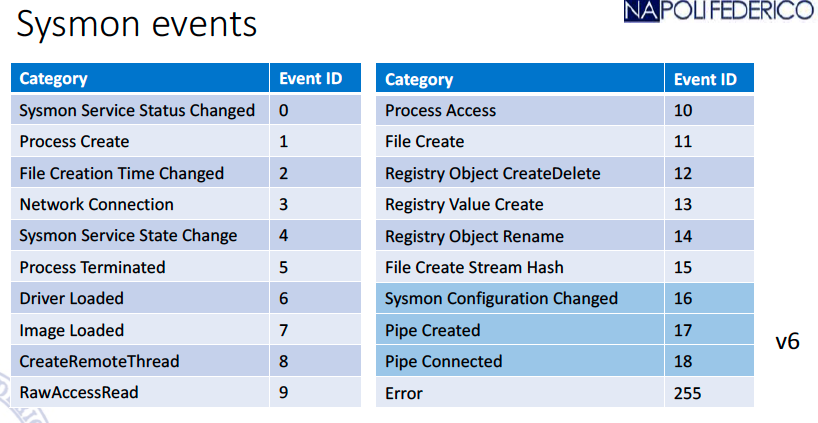 Sysmon events
NAPOLI FEDERICO
Category Event ID
Sysmon Service Status Changed 0
Process Create 1
File Creation Time Changed 2
Network Connection 3
Sysmon Service State Change 4
Process Terminated 5
Driver Loaded 6
Image Loaded 7
CreateRemoteThread 8
RawAccessRead 9
Category Event ID
Process Access 10
File Create 11
Registry Object CreateDelete 12
Registry Value Create 13
Registry Object Rename 14
File Create Stream Hash 15
Sysmon Configuration Changed 16
Pipe Created 17
Pipe Connected 18
Error 255
v6